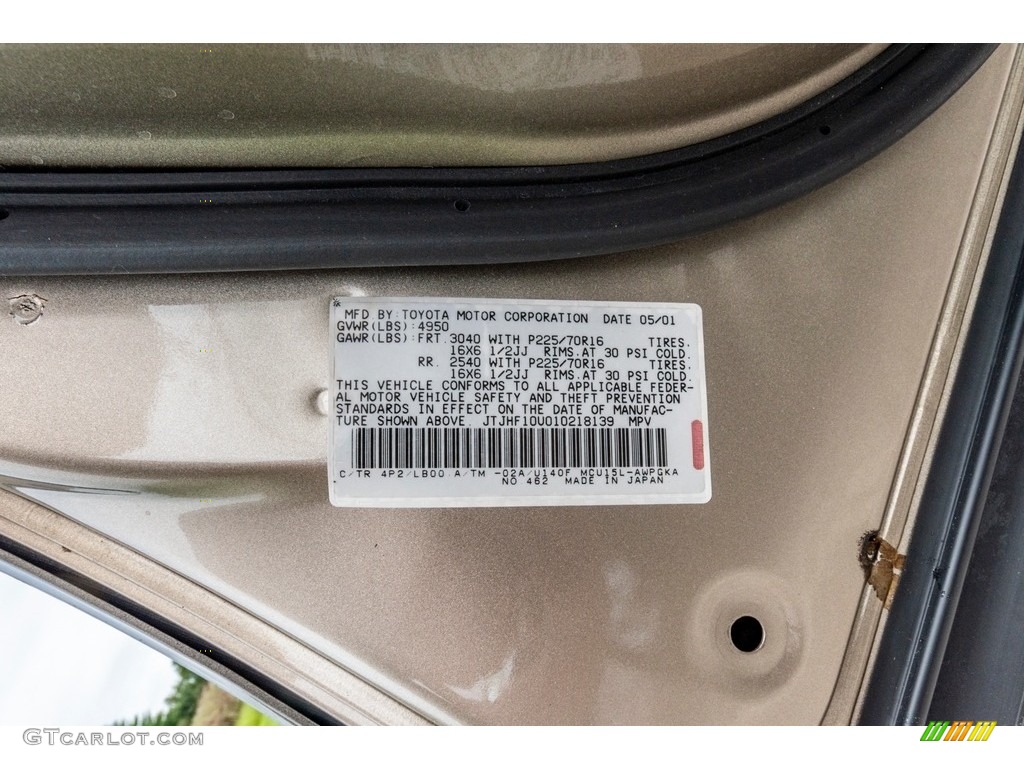 MFD.BY:TOYOTA MOTOR CORPORATION DATE 05/01
GVWR(LBS):4950
GAWR(LBS):FRT.3040 WITH P225/70R16 TIRES.
16X6 1/2JJ RIMS.AT 30 PSI COLD.
RR. 2540 WITH P225/70R16 TIRES.
16X6 1/2JJ RIMS.AT 30 PSI COLD.
THIS VEHICLE CONFORMS TO ALL APPLICABLE FEDER-
AL MOTOR VEHICLE SAFETY AND THEFT PREVENTION
STANDARDS IN EFFECT ON THE DATE OF MANUFAC-
TURE SHOWN ABOVE. JTJHF10U010218139 MPV
C/TR 4P2/LB00 A/TM -02A/U140F MCU15L-AWPGKA
NO 462 MADE IN JAPAN
GTCARLOT.COM